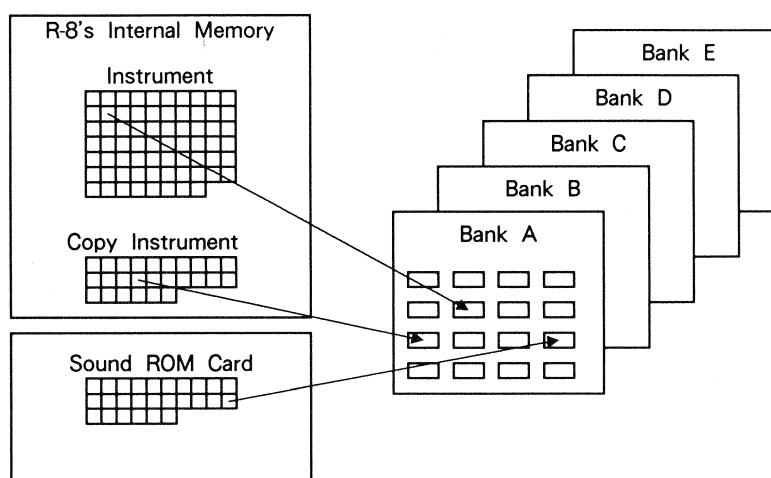 R-8's Internal Memory
Instrument
Copy Instrument
Sound ROM Card
Bank E
Bank D
Bank C
Bank B
Bank A